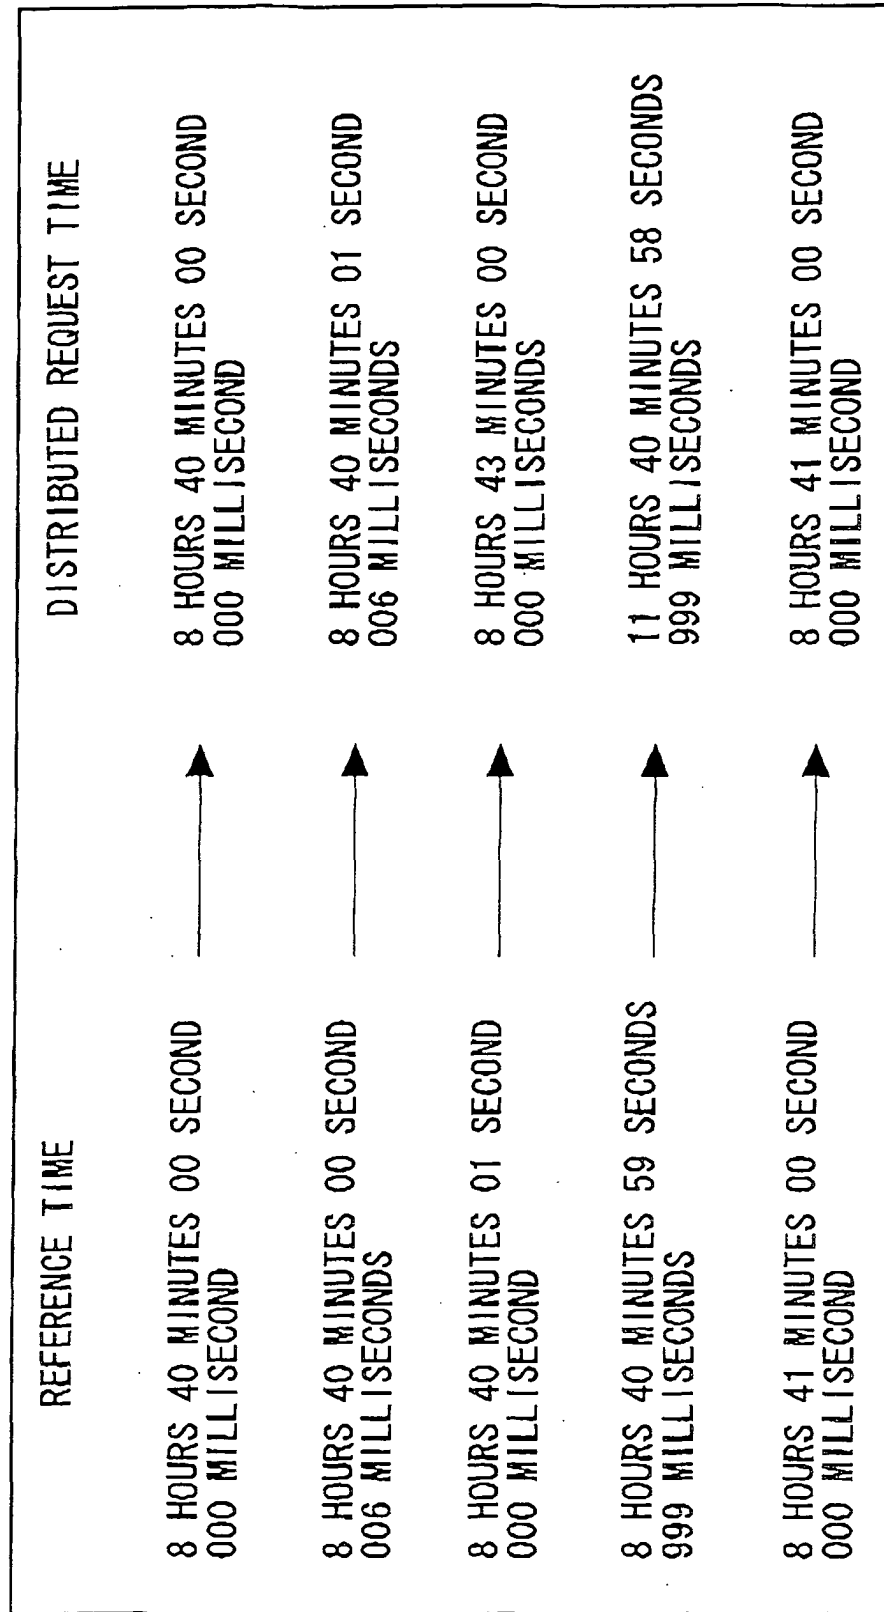 REFERENCE TIME
DISTRIBUTED REQUEST TIME
8 HOURS 40 MINUTES 00 SECOND
000 MILLISECOND
8 HOURS 40 MINUTES 00 SECOND
000 MILLISECOND
8 HOURS 40 MINUTES 00 SECOND
006 MILLISECONDS
8 HOURS 40 MINUTES 01 SECOND
006 MILLISECONDS
8 HOURS 40 MINUTES 01 SECOND
000 MILLISECOND
8 HOURS 43 MINUTES 00 SECOND
000 MILLISECONDS
8 HOURS 40 MINUTES 59 SECONDS
999 MILLISECONDS
11 HOURS 40 MINUTES 58 SECONDS
999 MILLISECONDS
8 HOURS 41 MINUTES 00 SECOND
000 MILLISECOND
8 HOURS 41 MINUTES 00 SECOND
000 MILLISECOND